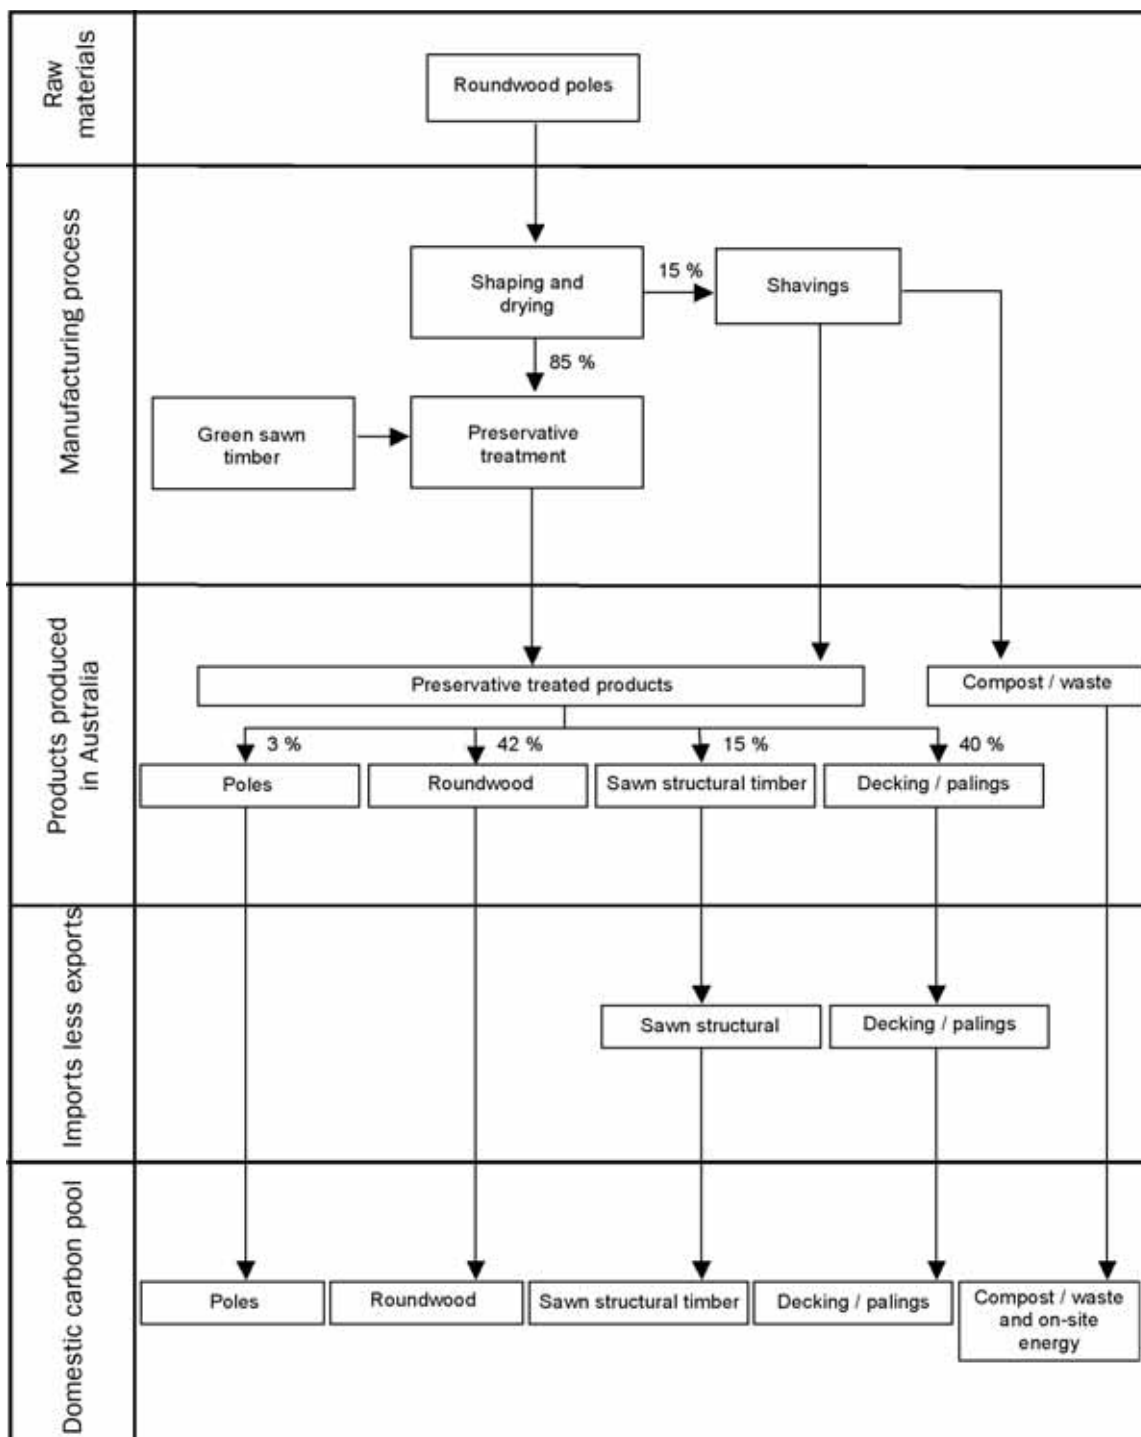 Raw
materials
Roundwood poles
Manufacturing process
Shaping and
drying
15 %
Shavings
85 %
Green sawn
timber
Preservative
treatment
Products produced
in Australia
Preservative treated products
Compost / waste
3 %
42 %
15 %
40 %
Poles
Roundwood
Sawn structural timber
Decking / palings
Imports less exports
Sawn structural
Decking / palings
Domestic carbon pool
Poles
Roundwood
Sawn structural timber
Decking / palings
Compost / waste
and on-site
energy